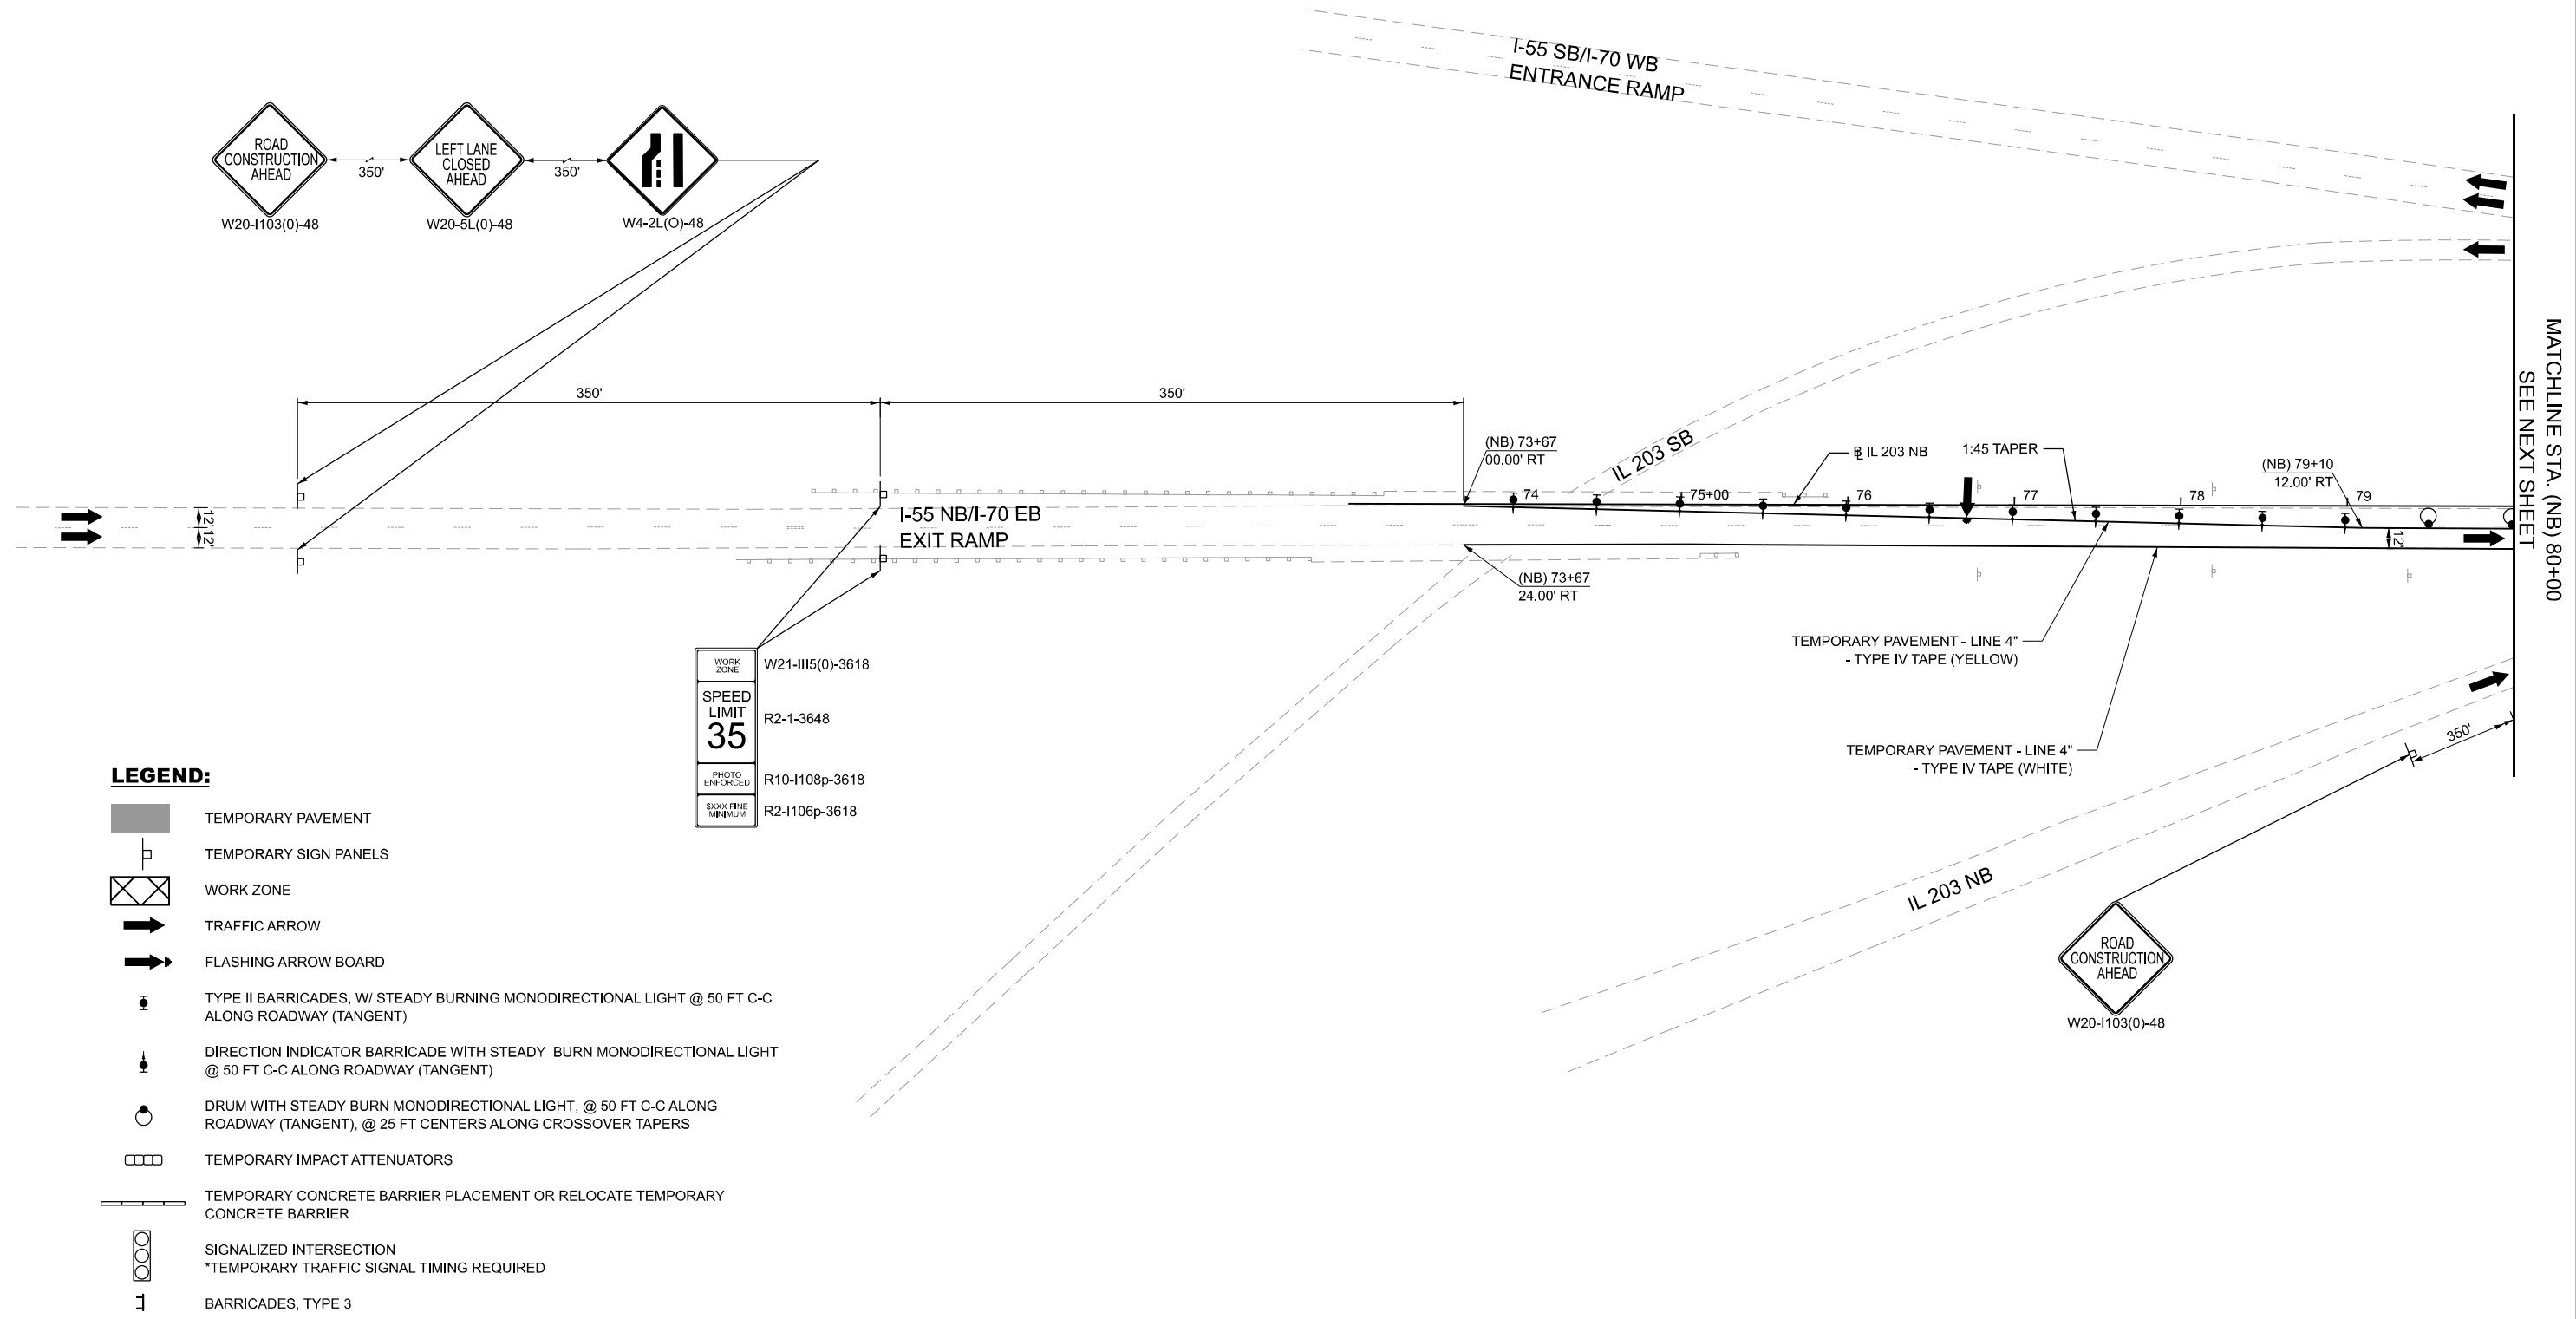 I-55 SB/I-70 WB
ENTRANCE RAMP
ROAD
CONSTRUCTION
AHEAD
W20-I103(0)-48
350'
LEFT LANE
CLOSED
AHEAD
W20-5L(0)-48
350'
W4-2L(O)-48
350'
350'
12'
12'
I-55 NB/I-70 EB
EXIT RAMP
(NB) 73+67
00.00' RT
IL 203 SB
℄ IL 203 NB
1:45 TAPER
(NB) 79+10
12.00' RT
74
75+00
76
77
78
79
12'
(NB) 73+67
24.00' RT
MATCHLINE STA. (NB) 80+00
SEE NEXT SHEET
TEMPORARY PAVEMENT - LINE 4"
- TYPE IV TAPE (YELLOW)
TEMPORARY PAVEMENT - LINE 4"
- TYPE IV TAPE (WHITE)
350'
IL 203 NB
ROAD
CONSTRUCTION
AHEAD
W20-I103(0)-48
WORK
ZONE
W21-III5(0)-3618
SPEED
LIMIT
35
R2-1-3648
PHOTO
ENFORCED
R10-I108p-3618
$XXX FINE
MINIMUM
R2-I106p-3618
LEGEND:
TEMPORARY PAVEMENT
TEMPORARY SIGN PANELS
WORK ZONE
TRAFFIC ARROW
FLASHING ARROW BOARD
TYPE II BARRICADES, W/ STEADY BURNING MONODIRECTIONAL LIGHT @ 50 FT C-C
ALONG ROADWAY (TANGENT)
DIRECTION INDICATOR BARRICADE WITH STEADY BURN MONODIRECTIONAL LIGHT
@ 50 FT C-C ALONG ROADWAY (TANGENT)
DRUM WITH STEADY BURN MONODIRECTIONAL LIGHT, @ 50 FT C-C ALONG
ROADWAY (TANGENT), @ 25 FT CENTERS ALONG CROSSOVER TAPERS
TEMPORARY IMPACT ATTENUATORS
TEMPORARY CONCRETE BARRIER PLACEMENT OR RELOCATE TEMPORARY
CONCRETE BARRIER
SIGNALIZED INTERSECTION
*TEMPORARY TRAFFIC SIGNAL TIMING REQUIRED
BARRICADES, TYPE 3